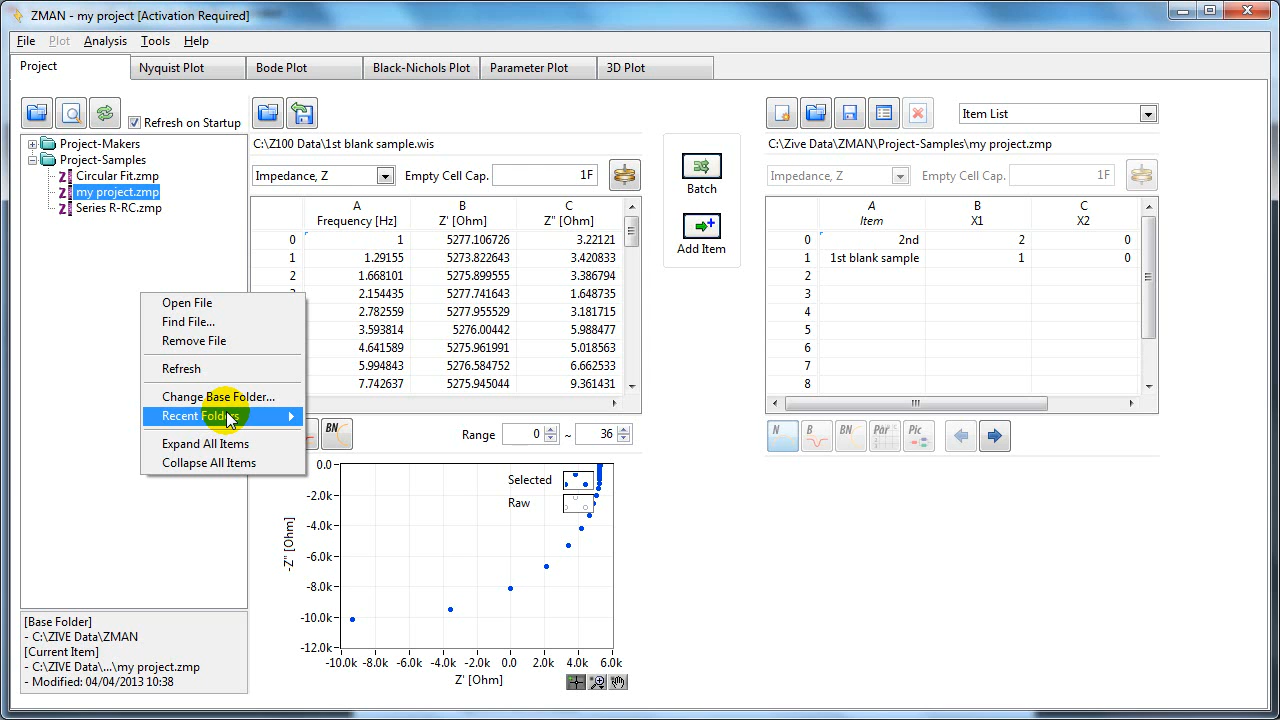 ZMAN - my project [Activation Required]
File Plot Analysis Tools Help
Project Nyquist Plot Bode Plot Black-Nichols Plot Parameter Plot 3D Plot
Refresh on Startup
Item List
Project-Makers
Project-Samples
Circular Fit.zmp
my project.zmp
Series R-RC.zmp
C:\Z100 Data\1st blank sample.wis
Impedance, Z Empty Cell Cap. 1F
A B C
Frequency [Hz] Z' [Ohm] Z" [Ohm]
0 1 5277.106726 3.22121
1 1.29155 5273.822643 3.420833
2 1.668101 5275.899555 3.386794
2.154435 5277.741643 1.648735
2.782559 5277.955529 3.181715
3.593814 5276.00442 5.988477
4.641589 5275.961991 5.018563
5.994843 5276.584752 6.662533
7.742637 5275.945044 9.361431
Batch
Add Item
C:\Zive Data\ZMAN\Project-Samples\my project.zmp
Impedance, Z Empty Cell Cap. 1F
A B C
Item X1 X2
0 2nd 2 0
1 1st blank sample 1 0
2
3
4
5
6
7
8
Open File
Find File...
Remove File
Refresh
Change Base Folder...
Recent Folders
Expand All Items
Collapse All Items
BN Range 0 ~ 36
N B BN Par Pic
Selected
Raw
0.0
-2.0k
-4.0k
-6.0k
-8.0k
-10.0k
-12.0k
-Z" [Ohm]
-10.0k -8.0k -6.0k -4.0k -2.0k 0.0 2.0k 4.0k 6.0k
Z' [Ohm]
[Base Folder]
- C:\ZIVE Data\ZMAN
[Current Item]
- C:\ZIVE Data\...\my project.zmp
- Modified: 04/04/2013 10:38